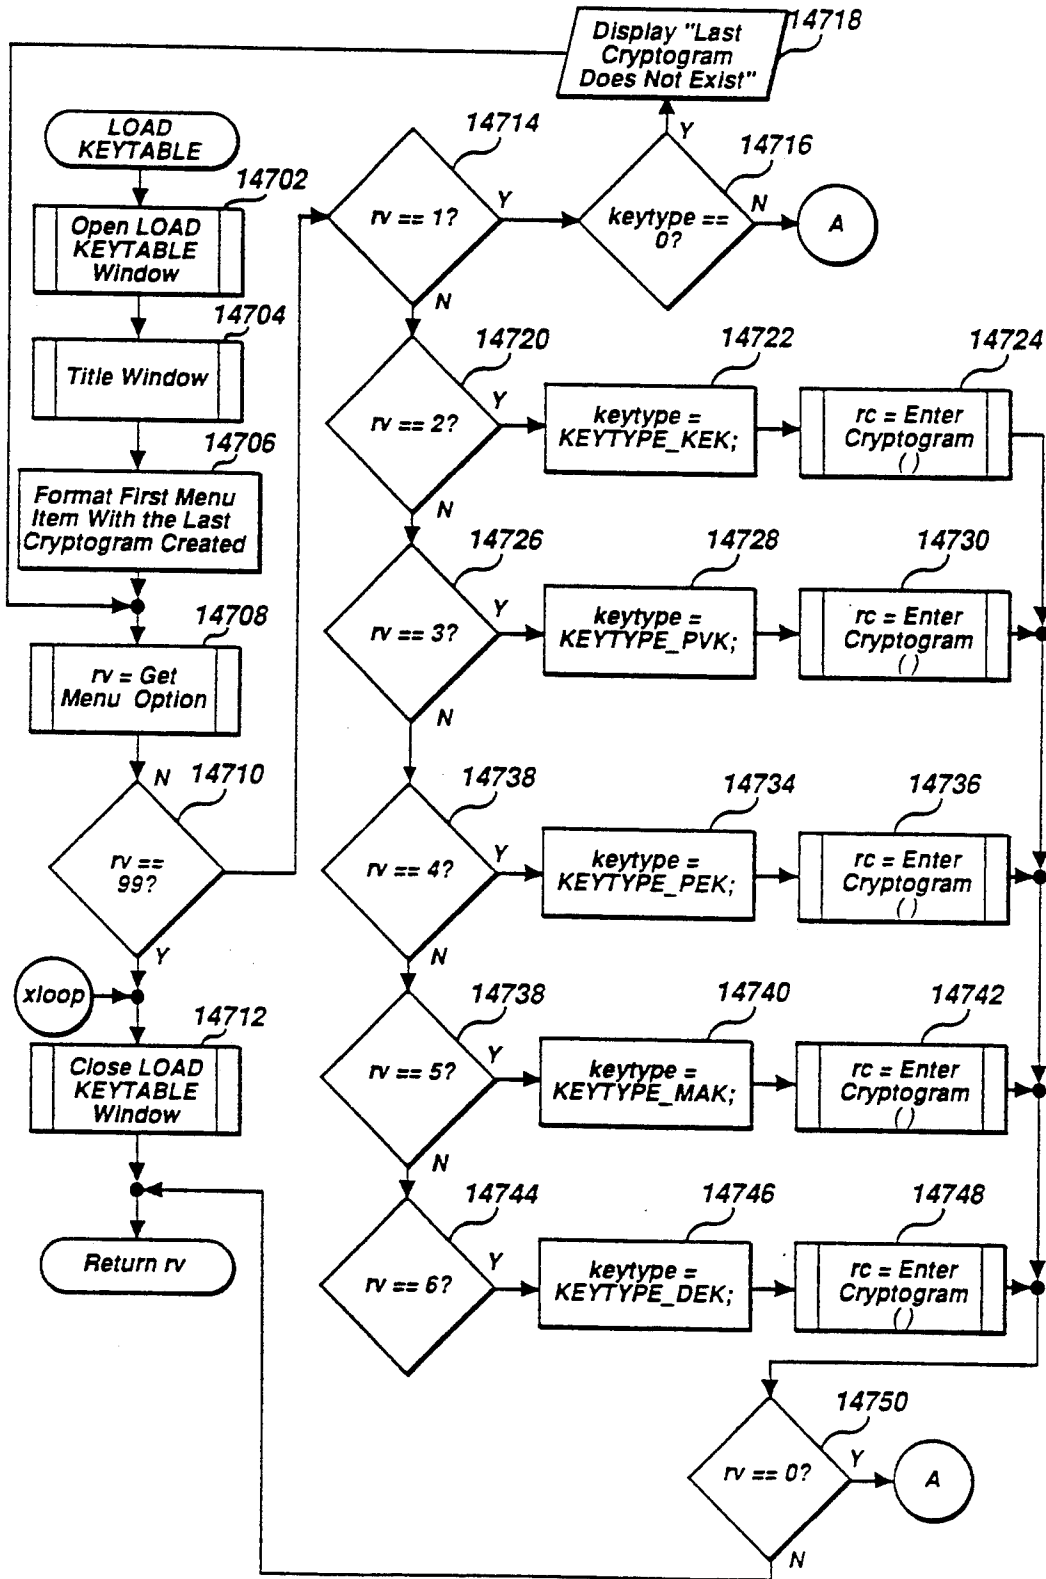 Display "Last
Cryptogram
Does Not Exist"
14718
LOAD
KEYTABLE
14702
Open LOAD
KEYTABLE
Window
14704
Title Window
14706
Format First Menu
Item With the Last
Cryptogram Created
14708
rv = Get
Menu Option
N
14710
rv ==
99?
Y
xloop
14712
Close LOAD
KEYTABLE
Window
Return rv
14714
rv == 1?
Y
N
14716
keytype ==
0?
Y
N
A
14720
rv == 2?
Y
N
14722
keytype =
KEYTYPE_KEK;
14724
rc = Enter
Cryptogram
( )
14726
rv == 3?
Y
N
14728
keytype =
KEYTYPE_PVK;
14730
rc = Enter
Cryptogram
( )
14738
rv == 4?
Y
N
14734
keytype =
KEYTYPE_PEK;
14736
rc = Enter
Cryptogram
( )
14738
rv == 5?
Y
N
14740
keytype =
KEYTYPE_MAK;
14742
rc = Enter
Cryptogram
( )
14744
rv == 6?
Y
14746
keytype =
KEYTYPE_DEK;
14748
rc = Enter
Cryptogram
( )
14750
rv == 0?
Y
A
N